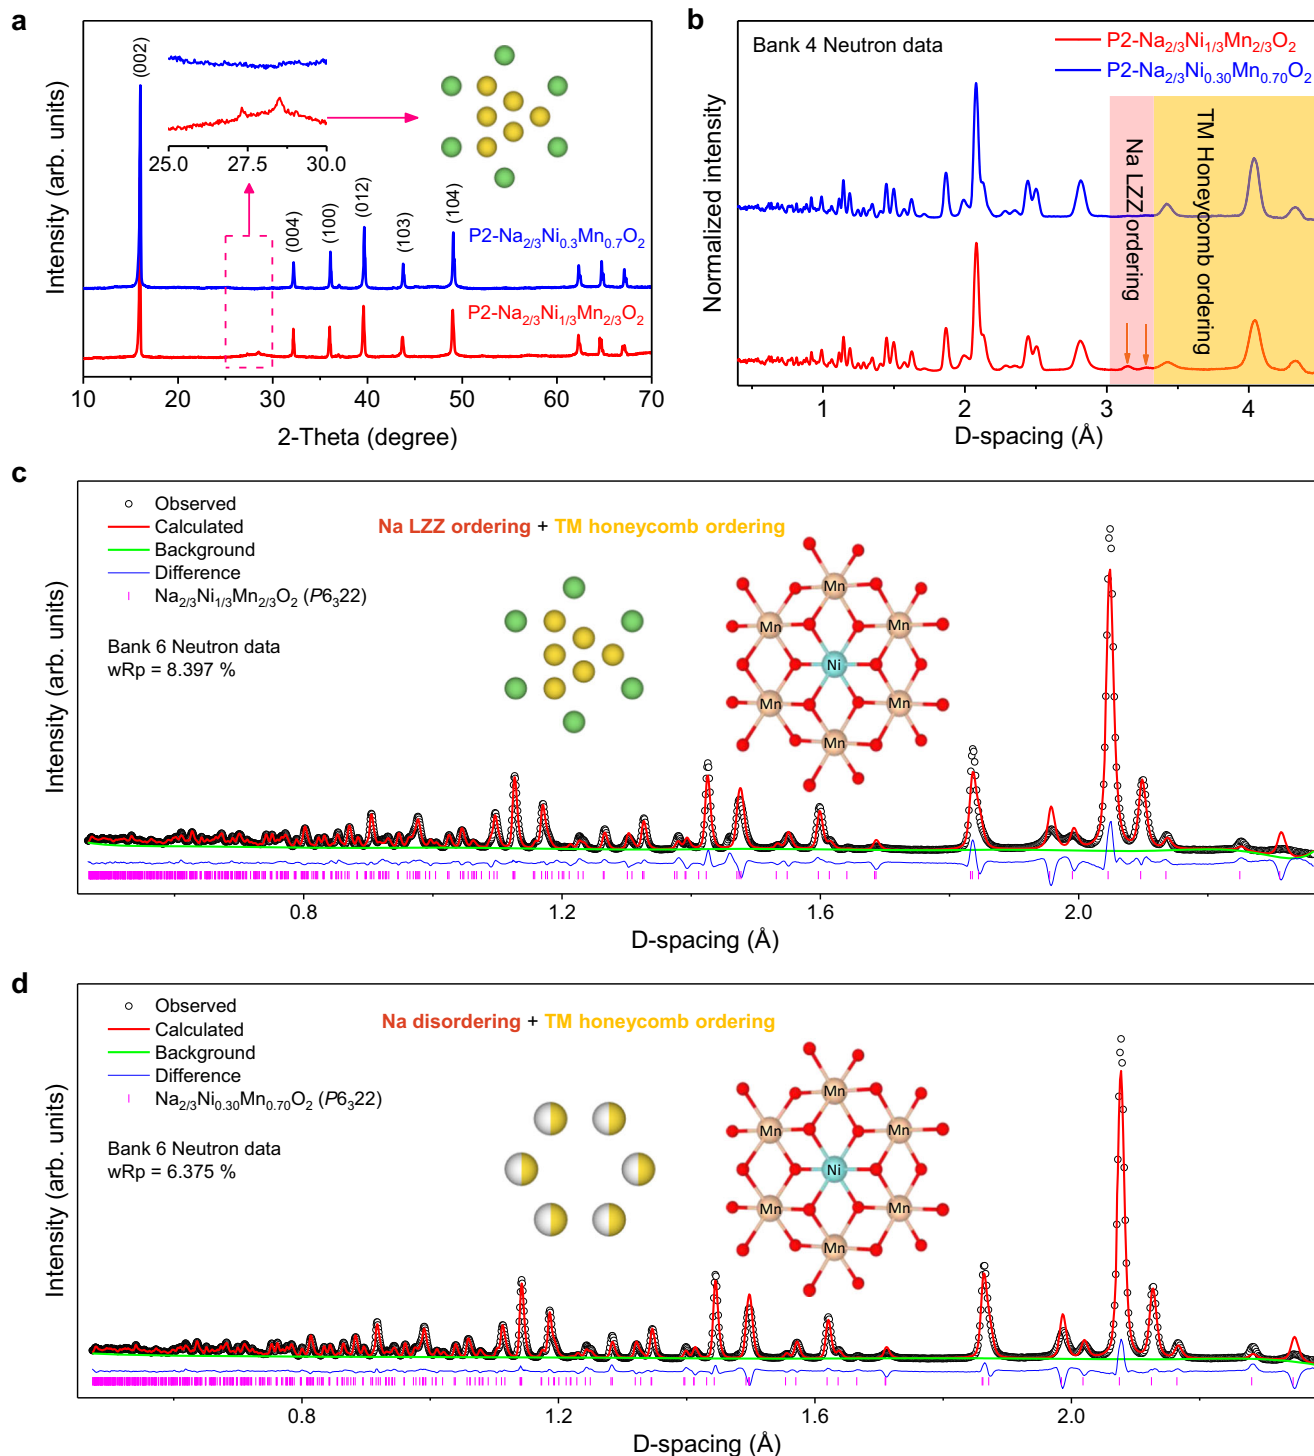 a
Intensity (arb. units)
(002)
25.0 27.5 30.0
(004)
(100)
(012)
(103)
(104)
P2-Na2/3Ni0.3Mn0.7O2
P2-Na2/3Ni1/3Mn2/3O2
10 20 30 40 50 60 70
2-Theta (degree)
b
Normalized intensity
Bank 4 Neutron data
P2-Na2/3Ni1/3Mn2/3O2
P2-Na2/3Ni0.30Mn0.70O2
Na LZZ ordering
TM Honeycomb ordering
1 2 3 4
D-spacing (Å)
c
Intensity (arb. units)
Observed
Calculated
Background
Difference
Na2/3Ni1/3Mn2/3O2 (P6322)
Bank 6 Neutron data
wRp = 8.397 %
Na LZZ ordering + TM honeycomb ordering
Mn
Mn Mn
Ni
Mn Mn
Mn
0.8 1.2 1.6 2.0
D-spacing (Å)
d
Intensity (arb. units)
Observed
Calculated
Background
Difference
Na2/3Ni0.30Mn0.70O2 (P6322)
Bank 6 Neutron data
wRp = 6.375 %
Na disordering + TM honeycomb ordering
Mn
Mn Mn
Ni
Mn Mn
Mn
0.8 1.2 1.6 2.0
D-spacing (Å)